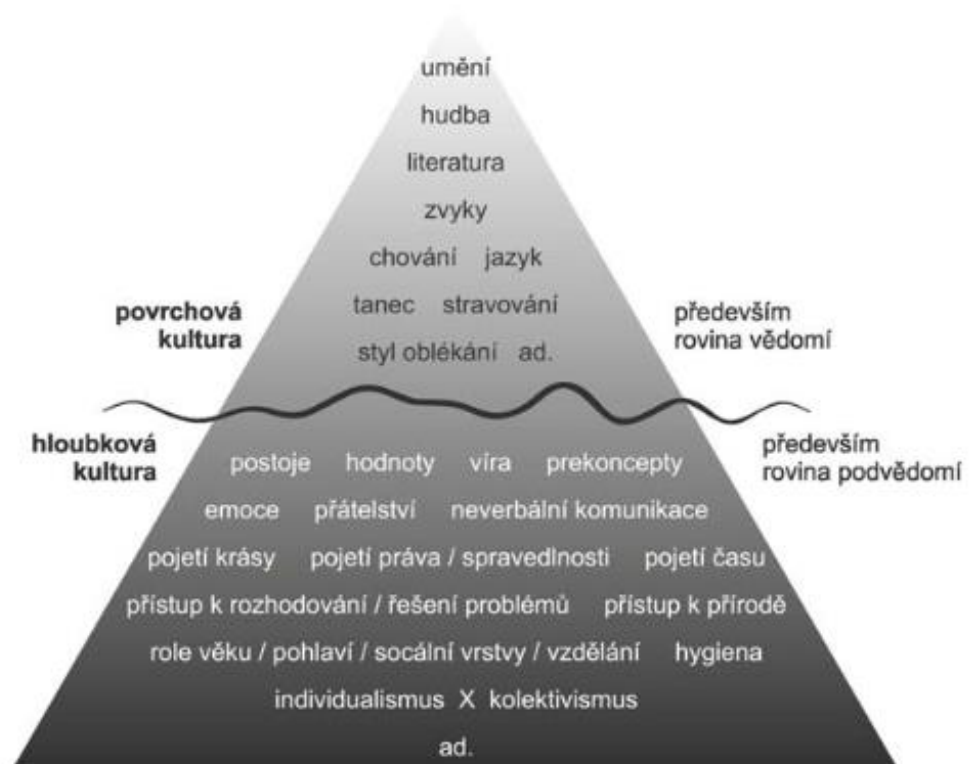 umění
hudba
literatura
zvyky
chování jazyk
tanec stravování
styl oblékání ad.
povrchová
kultura
především
rovina vědomí
hloubková
kultura
především
rovina podvědomí
postoje hodnoty víra prekoncepty
emoce přátelství neverbální komunikace
pojetí krásy pojetí práva / spravedlnosti pojetí času
přístup k rozhodování / řešení problémů přístup k přírodě
role věku / pohlaví / socální vrstvy / vzdělání hygiena
individualismus X kolektivismus
ad.